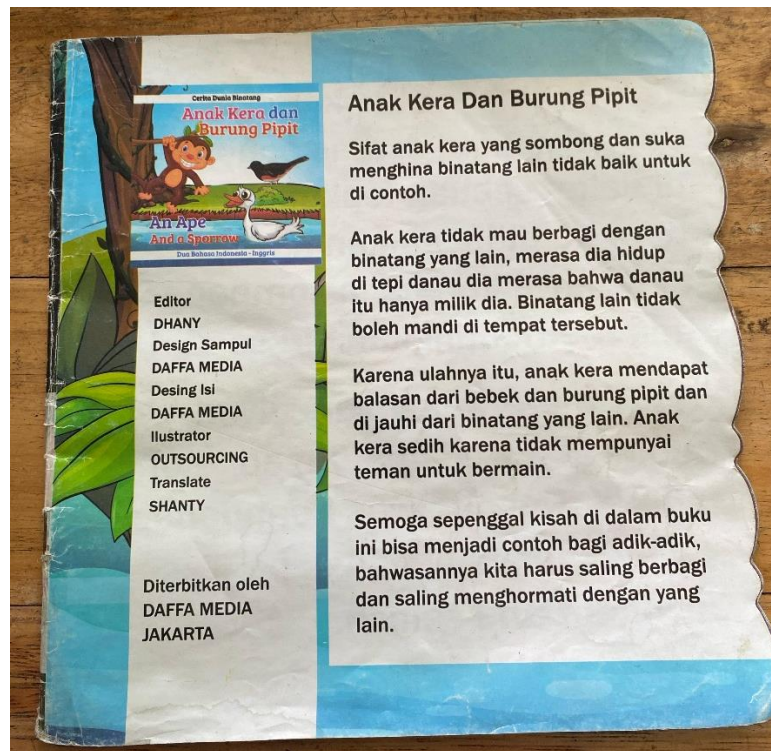 Cerita Dunia Binatang
Anak Kera dan
Burung Pipit
An Ape
And a Sporrow
Dua Bahasa Indonesia - Inggris
Editor
DHANY
Design Sampul
DAFFA MEDIA
Desing Isi
DAFFA MEDIA
Ilustrator
OUTSOURCING
Translate
SHANTY
Diterbitkan oleh
DAFFA MEDIA
JAKARTA
Anak Kera Dan Burung Pipit
Sifat anak kera yang sombong dan suka
menghina binatang lain tidak baik untuk
di contoh.
Anak kera tidak mau berbagi dengan
binatang yang lain, merasa dia hidup
di tepi danau dia merasa bahwa danau
itu hanya milik dia. Binatang lain tidak
boleh mandi di tempat tersebut.
Karena ulahnya itu, anak kera mendapat
balasan dari bebek dan burung pipit dan
di jauhi dari binatang yang lain. Anak
kera sedih karena tidak mempunyai
teman untuk bermain.
Semoga sepenggal kisah di dalam buku
ini bisa menjadi contoh bagi adik-adik,
bahwasannya kita harus saling berbagi
dan saling menghormati dengan yang
lain.